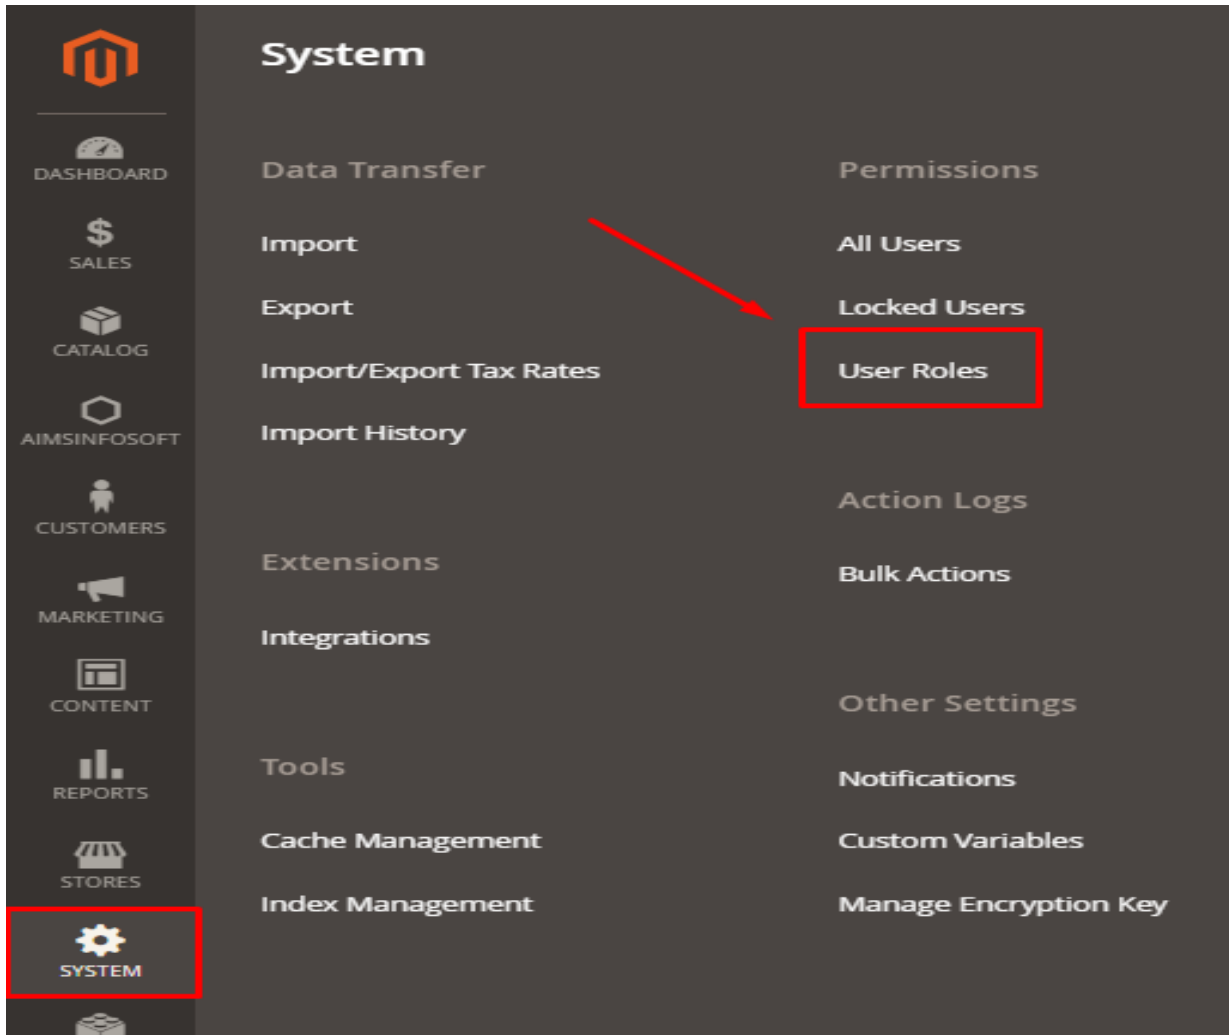 System
DASHBOARD
SALES
CATALOG
AIMSINFOSOFT
CUSTOMERS
MARKETING
CONTENT
REPORTS
STORES
SYSTEM
Data Transfer
Import
Export
Import/Export Tax Rates
Import History
Extensions
Integrations
Tools
Cache Management
Index Management
Permissions
All Users
Locked Users
User Roles
Action Logs
Bulk Actions
Other Settings
Notifications
Custom Variables
Manage Encryption Key